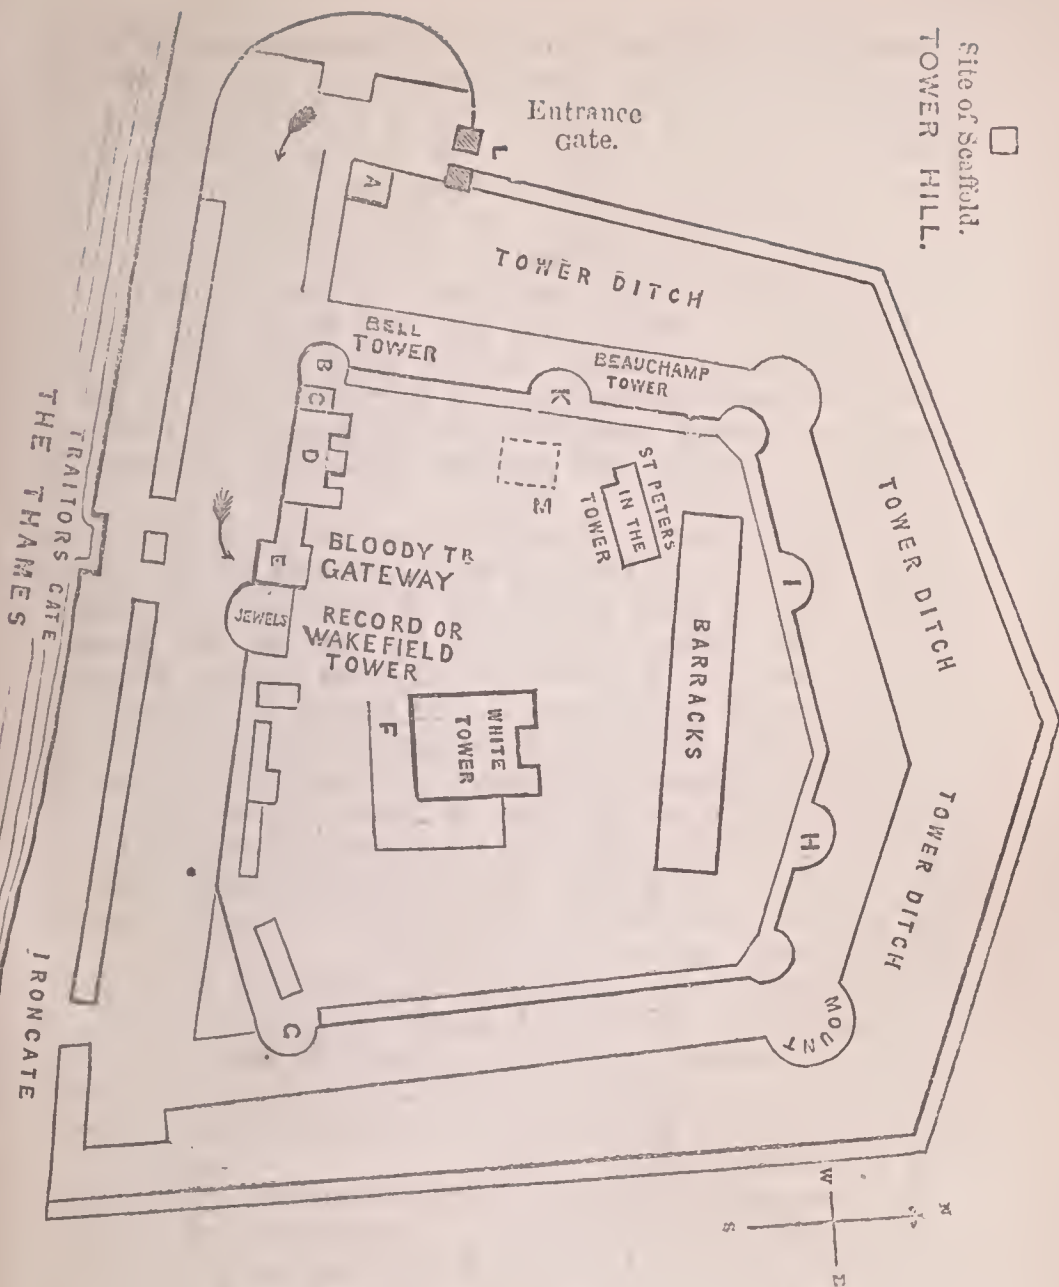 Site of Scaffold.
TOWER HILL.
Entrance
Gate.
L
A
TOWER DITCH
BELL
TOWER
BEAUCHAMP
TOWER
B
C
D
K
M
ST PETERS
IN THE
TOWER
TOWER DITCH
I
BARRACKS
E
BLOODY TR
GATEWAY
JEWELS
RECORD OR
WAKEFIELD
TOWER
F
WHITE
TOWER
H
TOWER DITCH
MOUNT
G
TRAITORS GATE
THE THAMES
IRONGATE
W
N
S
E